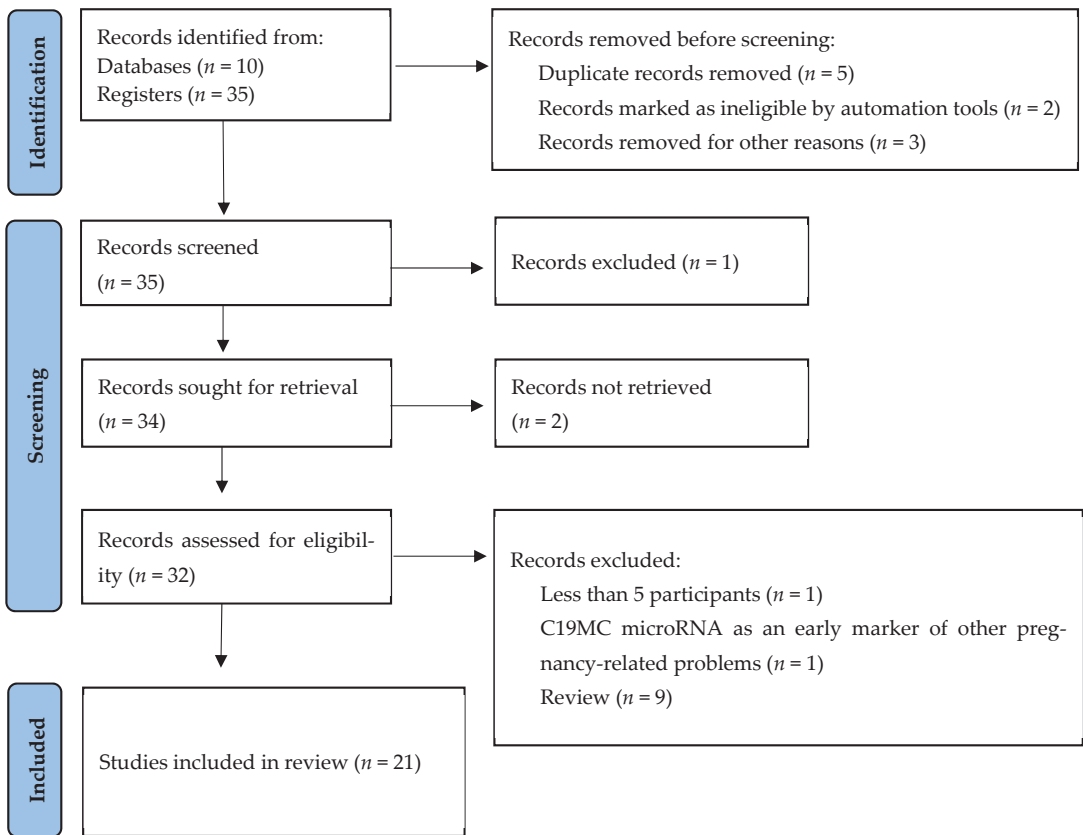 Identification
Records identified from:
Databases (n = 10)
Registers (n = 35)
Records removed before screening:
Duplicate records removed (n = 5)
Records marked as ineligible by automation tools (n = 2)
Records removed for other reasons (n = 3)
Screening
Records screened
(n = 35)
Records excluded (n = 1)
Records sought for retrieval
(n = 34)
Records not retrieved
(n = 2)
Records assessed for eligibil-
ity (n = 32)
Records excluded:
Less than 5 participants (n = 1)
C19MC microRNA as an early marker of other preg-
nancy-related problems (n = 1)
Review (n = 9)
Included
Studies included in review (n = 21)